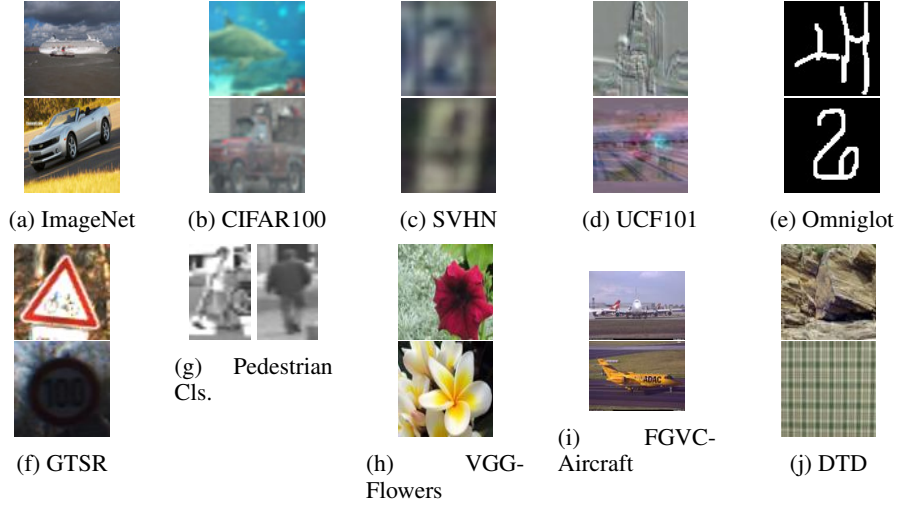 (a) ImageNet
(b) CIFAR100
(c) SVHN
(d) UCF101
(e) Omniglot
100
ADAC
(f) GTSR
(g) Pedestrian
Cls.
(h) VGG-
Flowers
(i) FGVC-
Aircraft
(j) DTD